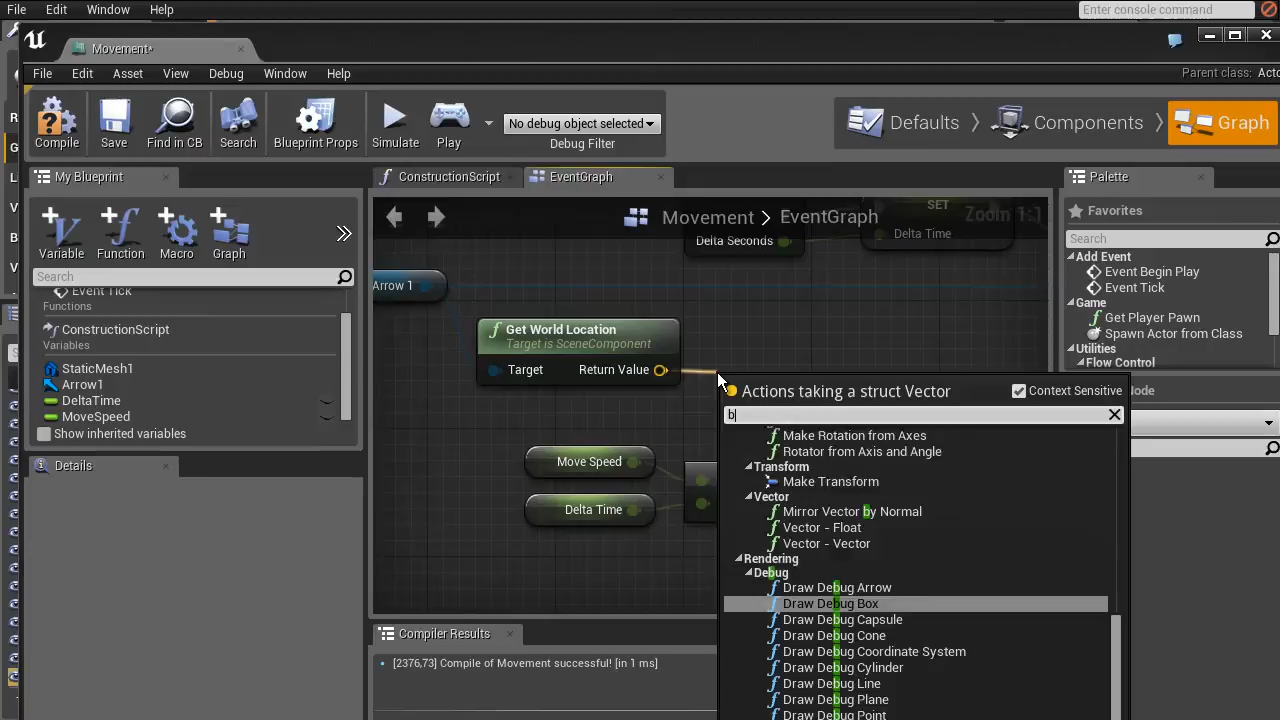 File Edit Window Help
Enter console command
Movement*
File Edit Asset View Debug Window Help
Parent class: Acto
Compile Save Find in CB Search Blueprint Props Simulate Play
No debug object selected
Debug Filter
Defaults Components Graph
My Blueprint
ConstructionScript EventGraph
Palette
Variable Function Macro Graph
Movement > EventGraph
Zoom 1:1
SET
Delta Seconds
Delta Time
Favorites
Search
Search
Event Tick
Functions
ConstructionScript
Variables
StaticMesh1
Arrow1
DeltaTime
MoveSpeed
Show inherited variables
Add Event
Event Begin Play
Event Tick
Game
Get Player Pawn
Spawn Actor from Class
Utilities
Flow Control
Arrow 1
Get World Location
Target is SceneComponent
Target Return Value
Move Speed
Delta Time
Actions taking a struct Vector
Context Sensitive
b
Make Rotation from Axes
Rotator from Axis and Angle
Transform
Make Transform
Vector
Mirror Vector by Normal
Vector - Float
Vector - Vector
Rendering
Debug
Draw Debug Arrow
Draw Debug Box
Draw Debug Capsule
Draw Debug Cone
Draw Debug Coordinate System
Draw Debug Cylinder
Draw Debug Line
Draw Debug Plane
Draw Debug Point
Node
Details
Compiler Results
[2376,73] Compile of Movement successful! [in 1 ms]